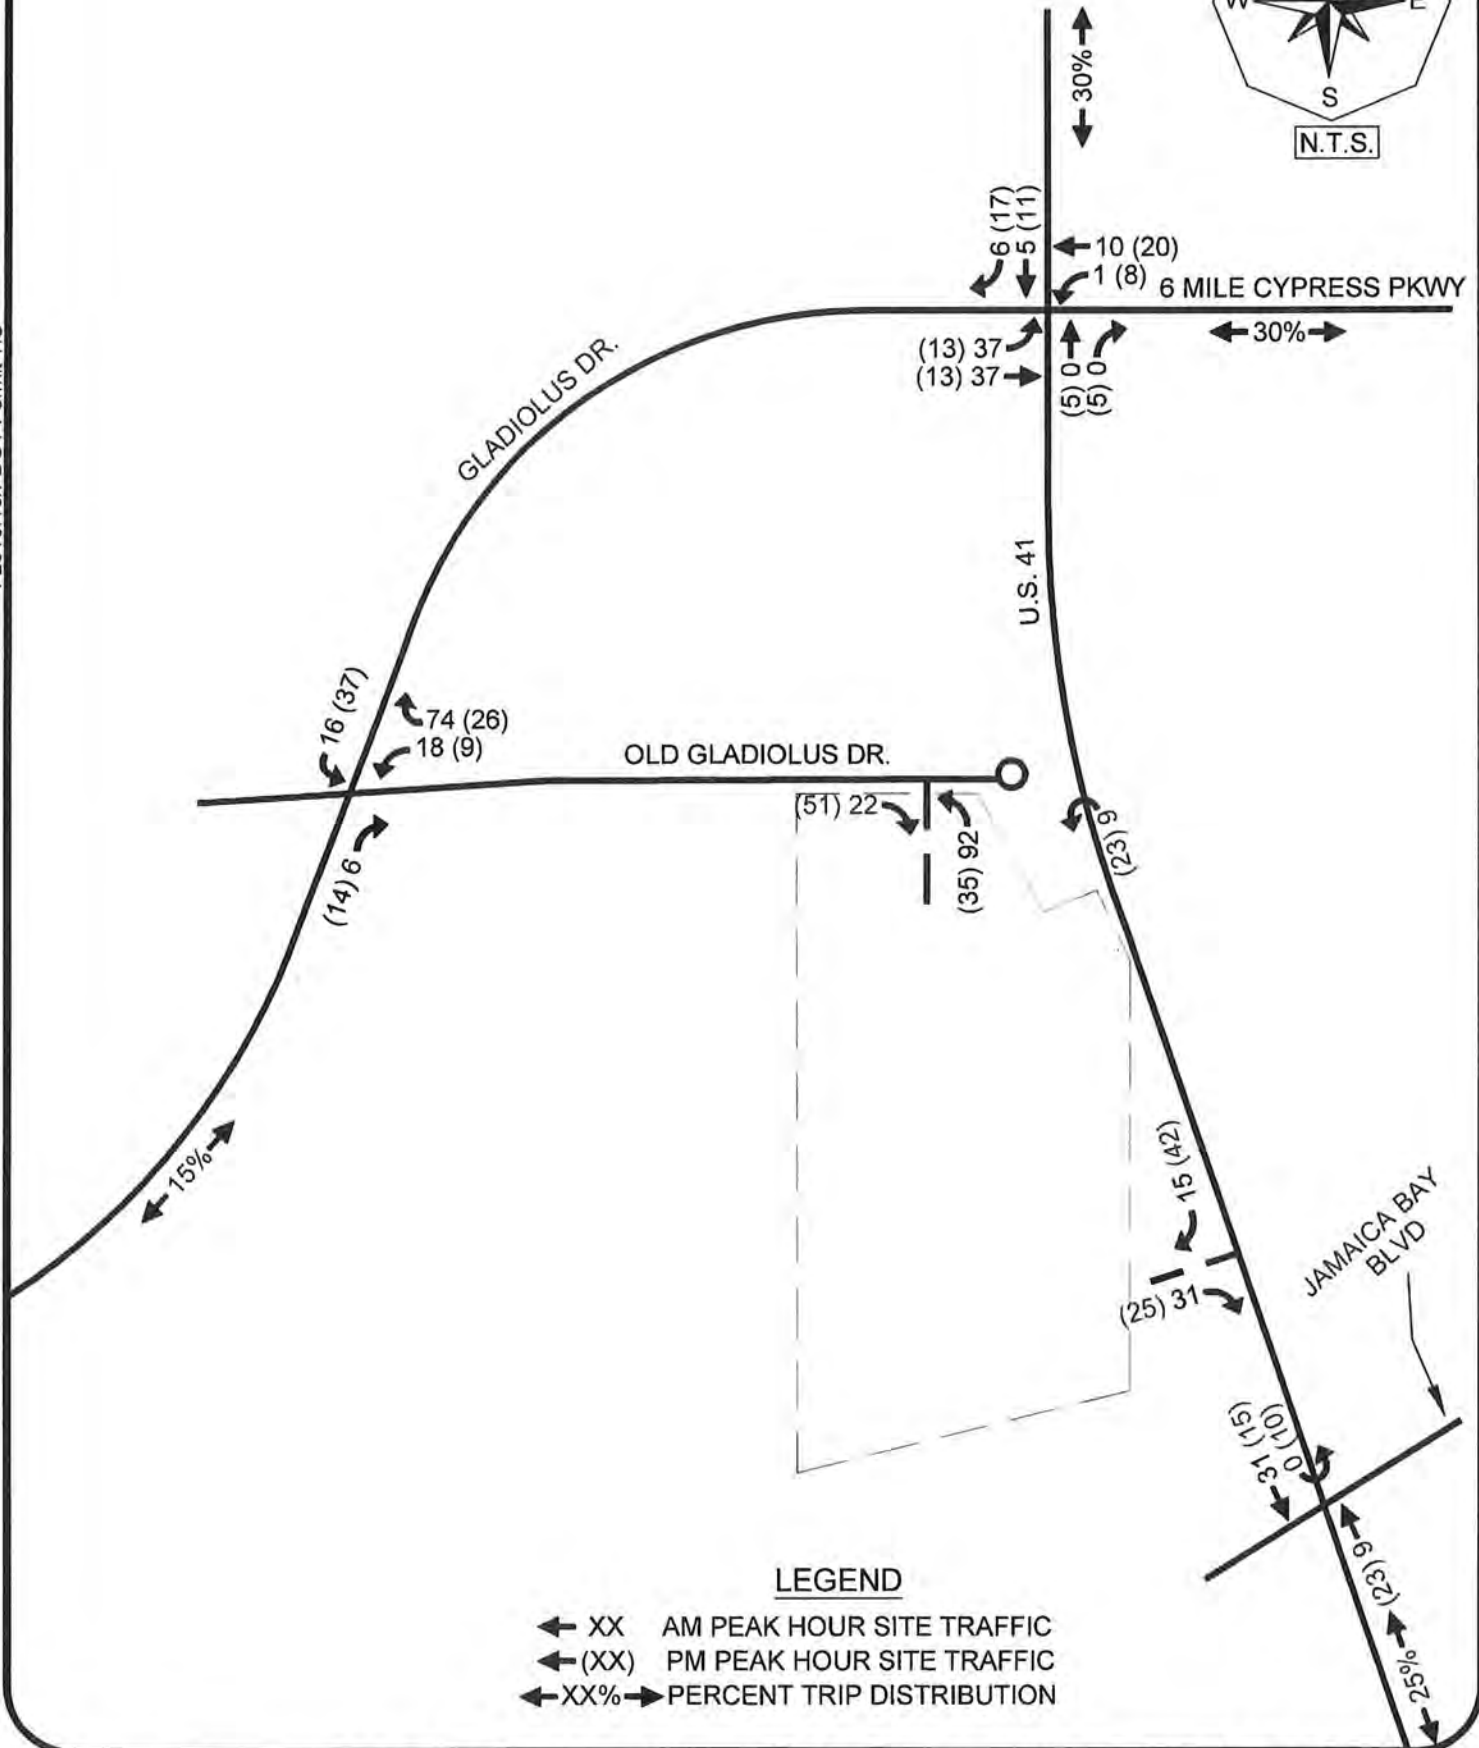 W E
S
N.T.S.
30%
6 (17)
5 (11)
10 (20)
1 (8)
6 MILE CYPRESS PKWY
30%
(13) 37
(13) 37
(5) 0
(5) 0
GLADIOLUS DR.
U.S. 41
16 (37)
74 (26)
18 (9)
OLD GLADIOLUS DR.
(51) 22
(35) 92
(23) 9
(14) 6
15%
15 (42)
(25) 31
JAMAICA BAY
BLVD
31 (15)
0 (10)
(23) 9
25%
LEGEND
XX AM PEAK HOUR SITE TRAFFIC
(XX) PM PEAK HOUR SITE TRAFFIC
XX% PERCENT TRIP DISTRIBUTION